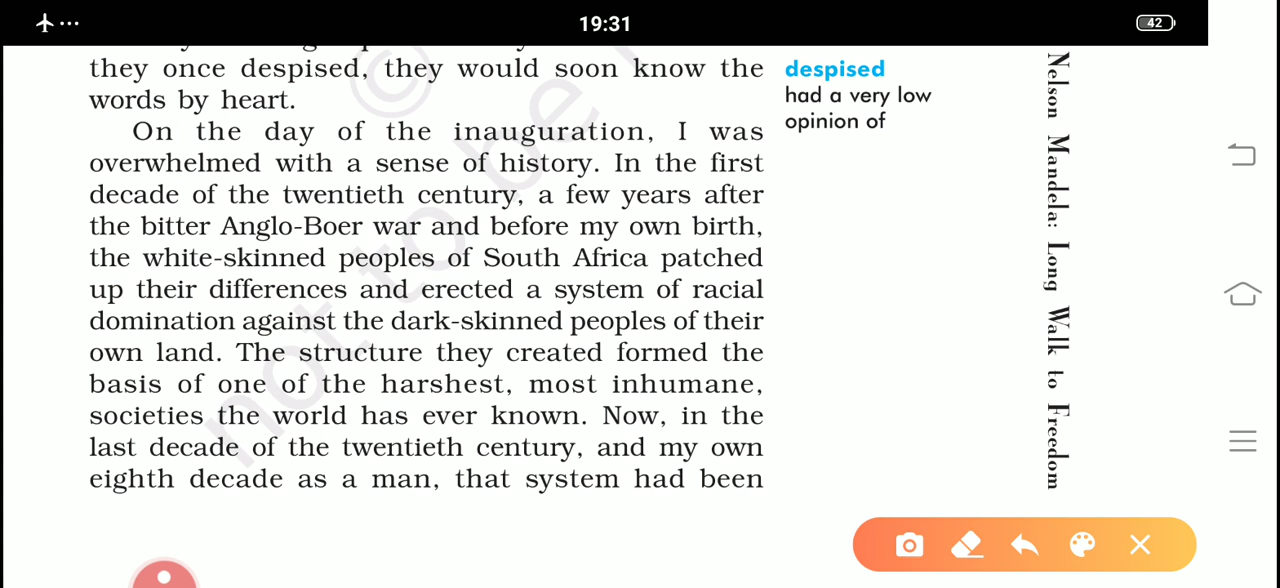 19:31
42
they once despised, they would soon know the
words by heart.
On the day of the inauguration, I was
overwhelmed with a sense of history. In the first
decade of the twentieth century, a few years after
the bitter Anglo-Boer war and before my own birth,
the white-skinned peoples of South Africa patched
up their differences and erected a system of racial
domination against the dark-skinned peoples of their
own land. The structure they created formed the
basis of one of the harshest, most inhumane,
societies the world has ever known. Now, in the
last decade of the twentieth century, and my own
eighth decade as a man, that system had been
despised
had a very low
opinion of
Nelson Mandela: Long Walk to Freedom
©
not to be